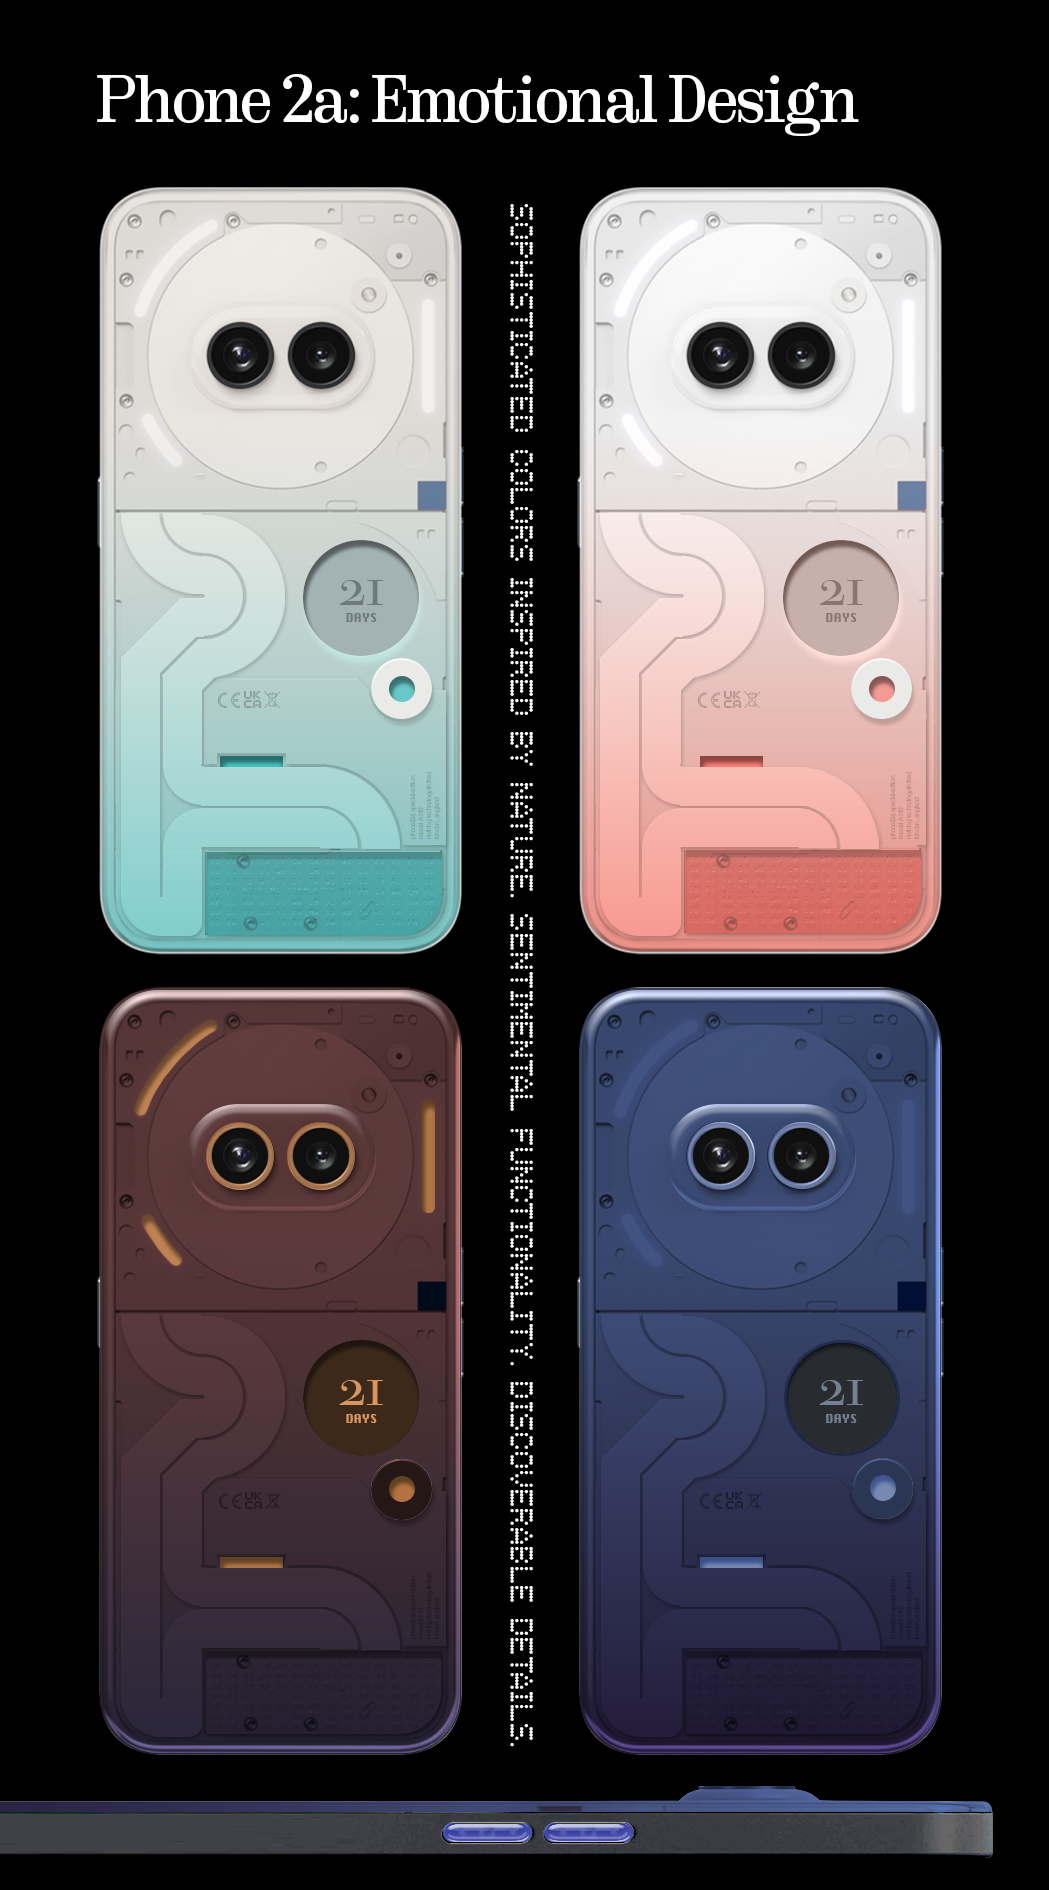 Phone 2a: Emotional Design
SOPHISTICATED COLORS INSPIRED BY NATURE. SENTIMENTAL FUNCTIONALITY. DISCOVERABLE DETAILS.
21
DAYS
CE UK
CA
21
DAYS
CE UK
CA
21
DAYS
CE UK
CA
21
DAYS
CE UK
CA